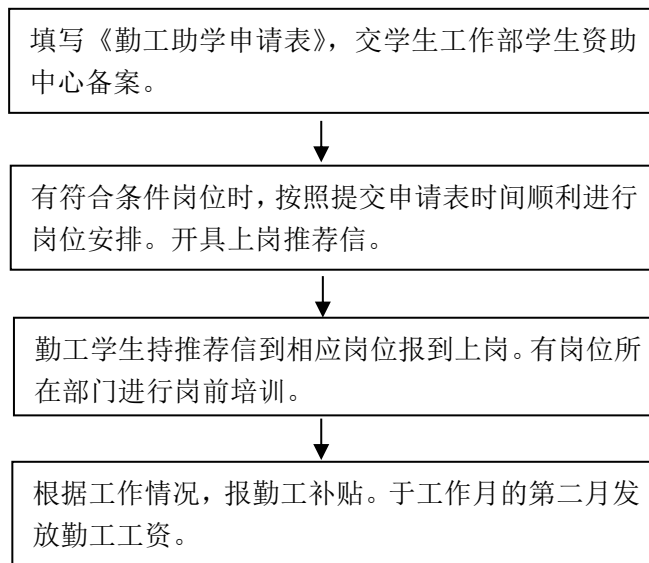 填写《勤工助学申请表》，交学生工作部学生资助
中心备案。
有符合条件岗位时，按照提交申请表时间顺利进行
岗位安排。开具上岗推荐信。
勤工学生持推荐信到相应岗位报到上岗。有岗位所
在部门进行岗前培训。
根据工作情况，报勤工补贴。于工作月的第二月发
放勤工工资。